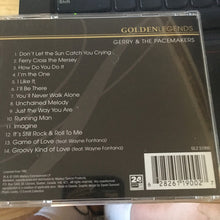 GOLDENLEGENDS
GERRY & THE PACEMAKERS
1. Don't Let the Sun Catch You Crying
2. Ferry Cross the Mersey
3. How Do You Do It
4. I'm the One
5. I Like It
6. I'll Be There
7. You'll Never Walk Alone
8. Unchained Melody
9. Just the Way You Are
10. Running Man
11. Imagine
12. It's Still Rock & Roll To Me
13. Game of Love (feat Wayne Fontana)
14. Groovy Kind of Love (feat Wayne Fontana)
28261 19002